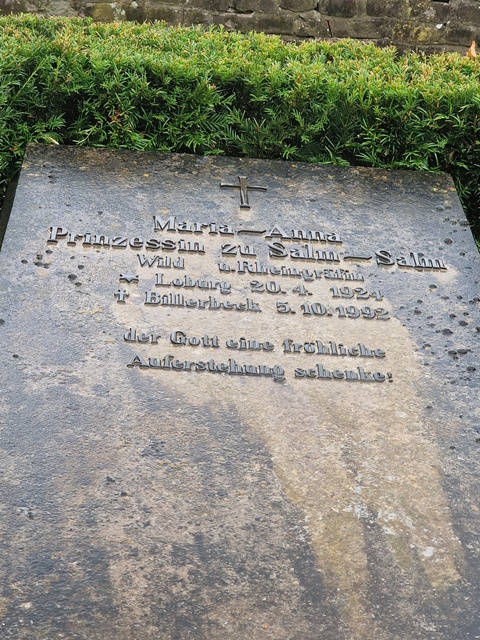 Maria-Anna
Prinzessin zu Salm-Salm
Wild u. Rheingräfin
* Loburg 20.4. 1924
† Billerbeck 5.10.1992
der Gott eine fröhliche
Auferstehung schenke!